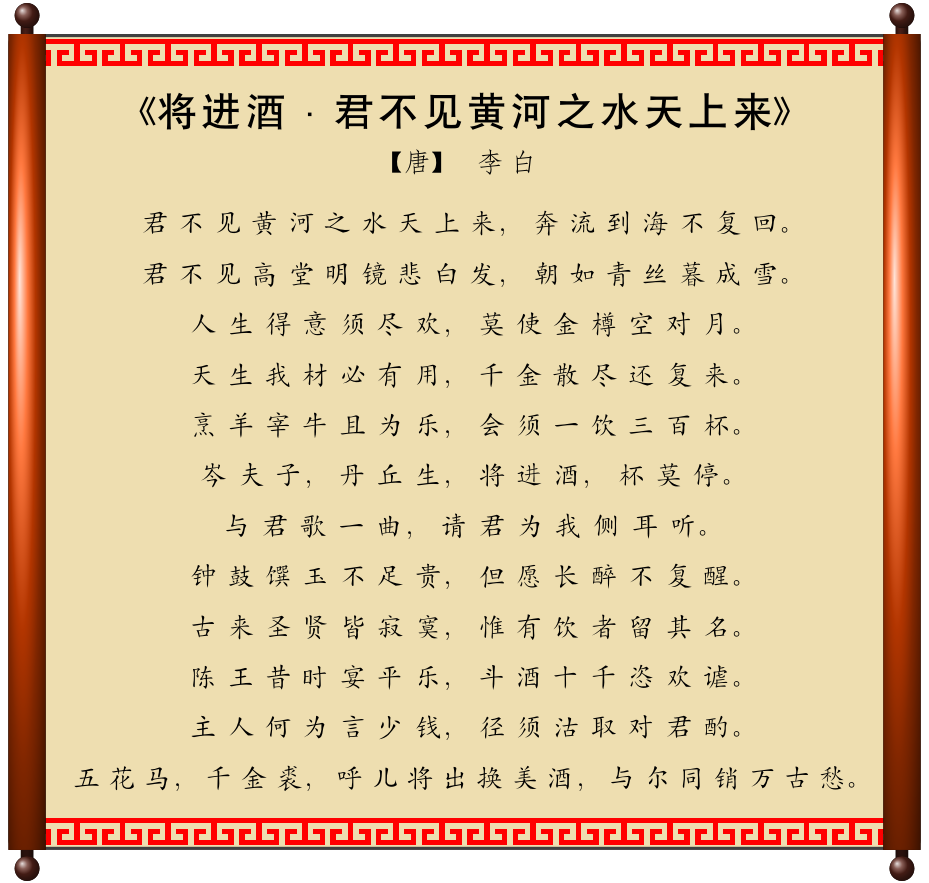 《将进酒 · 君不见黄河之水天上来》
【唐】 李白
君不见黄河之水天上来，奔流到海不复回。
君不见高堂明镜悲白发，朝如青丝暮成雪。
人生得意须尽欢，莫使金樽空对月。
天生我材必有用，千金散尽还复来。
烹羊宰牛且为乐，会须一饮三百杯。
岑夫子，丹丘生，将进酒，杯莫停。
与君歌一曲，请君为我侧耳听。
钟鼓馔玉不足贵，但愿长醉不复醒。
古来圣贤皆寂寞，惟有饮者留其名。
陈王昔时宴平乐，斗酒十千恣欢谑。
主人何为言少钱，径须沽取对君酌。
五花马，千金裘，呼儿将出换美酒，与尔同销万古愁。